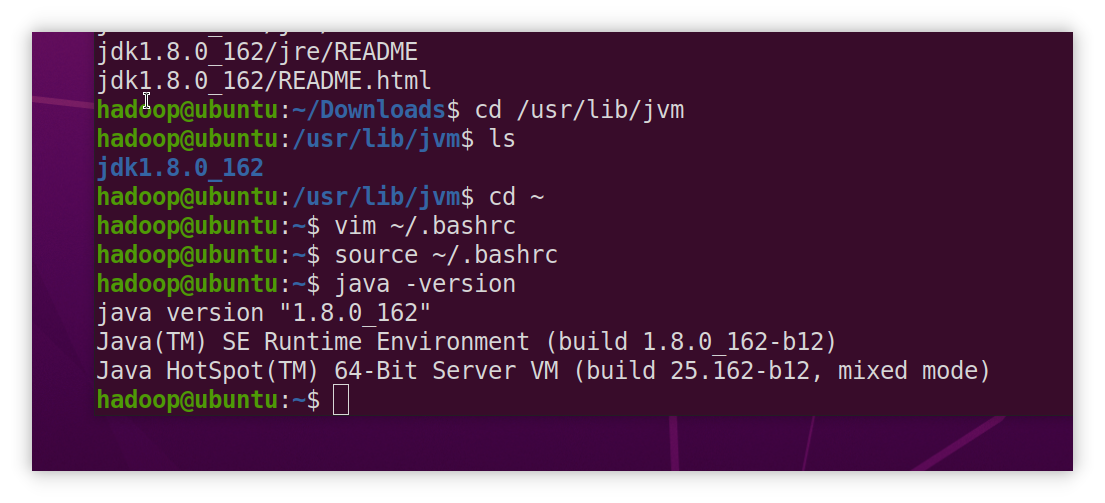 jdk1.8.0_162/jre/README
jdk1.8.0_162/README.html
hadoop@ubuntu:~/Downloads$ cd /usr/lib/jvm
hadoop@ubuntu:/usr/lib/jvm$ ls
jdk1.8.0_162
hadoop@ubuntu:/usr/lib/jvm$ cd ~
hadoop@ubuntu:~$ vim ~/.bashrc
hadoop@ubuntu:~$ source ~/.bashrc
hadoop@ubuntu:~$ java -version
java version "1.8.0_162"
Java(TM) SE Runtime Environment (build 1.8.0_162-b12)
Java HotSpot(TM) 64-Bit Server VM (build 25.162-b12, mixed mode)
hadoop@ubuntu:~$